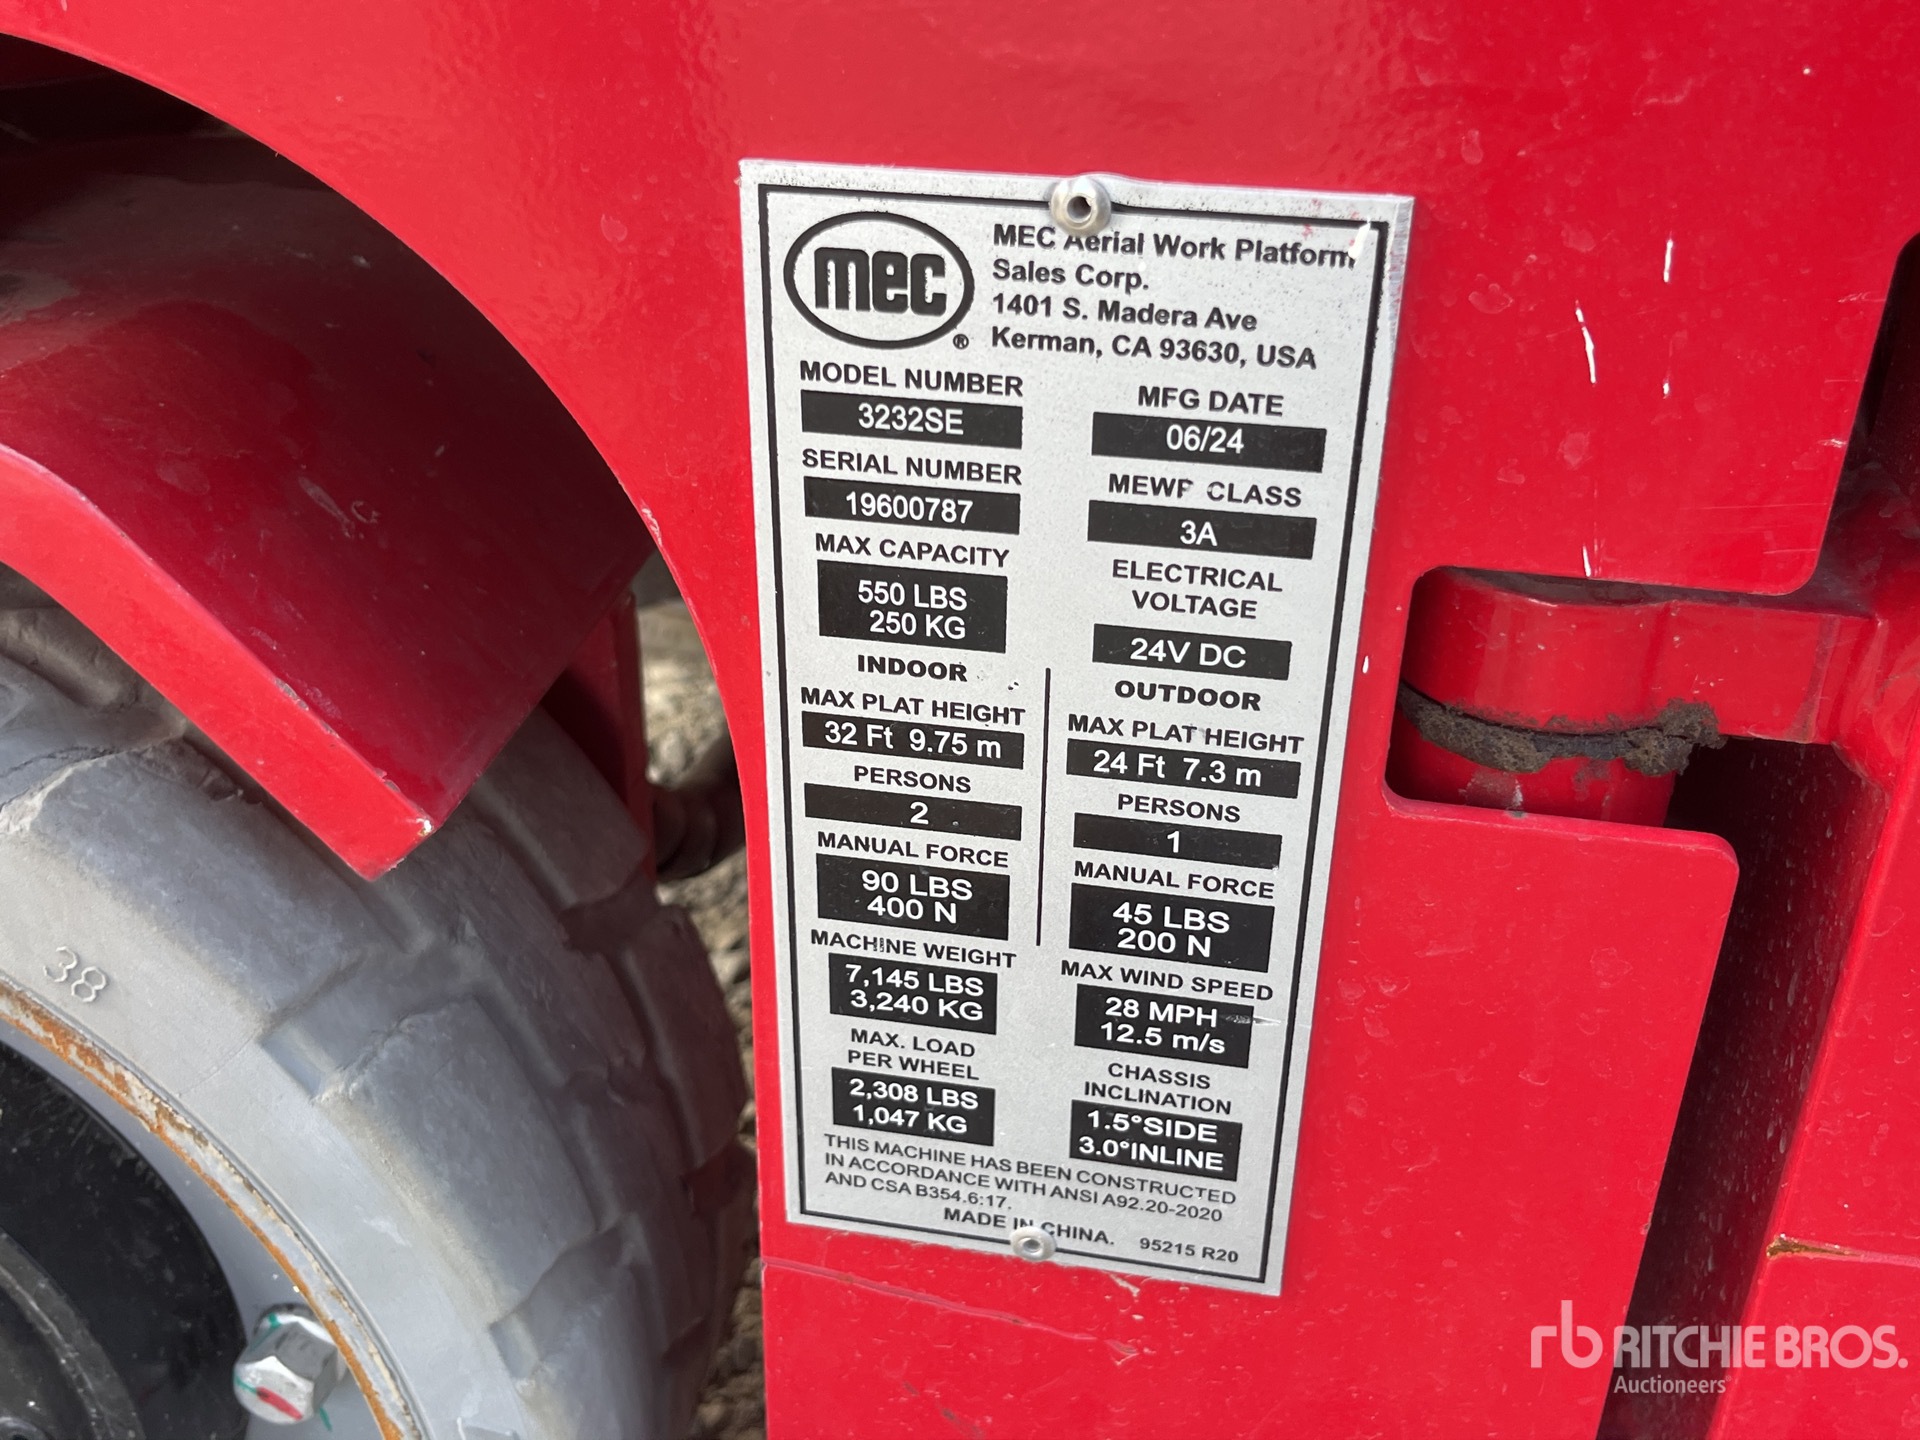 mec
®
MEC Aerial Work Platform
Sales Corp.
1401 S. Madera Ave
Kerman, CA 93630, USA
MODEL NUMBER
3232SE
MFG DATE
06/24
SERIAL NUMBER
19600787
MEWP CLASS
3A
MAX CAPACITY
550 LBS
250 KG
ELECTRICAL
VOLTAGE
24V DC
INDOOR
MAX PLAT HEIGHT
32 Ft 9.75 m
PERSONS
2
MANUAL FORCE
90 LBS
400 N
OUTDOOR
MAX PLAT HEIGHT
24 Ft 7.3 m
PERSONS
1
MANUAL FORCE
45 LBS
200 N
MACHINE WEIGHT
7,145 LBS
3,240 KG
MAX WIND SPEED
28 MPH
12.5 m/s
MAX. LOAD
PER WHEEL
2,308 LBS
1,047 KG
CHASSIS
INCLINATION
1.5°SIDE
3.0°INLINE
THIS MACHINE HAS BEEN CONSTRUCTED
IN ACCORDANCE WITH ANSI A92.20-2020
AND CSA B354.6:17.
MADE IN CHINA.
95215 R20
38
rb RITCHIE BROS.
Auctioneers